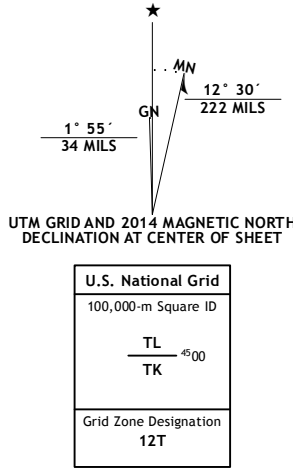 ★
MN
GN
12° 30´
222 MILS
1° 55´
34 MILS
UTM GRID AND 2014 MAGNETIC NORTH
DECLINATION AT CENTER OF SHEET
U.S. National Grid
100,000-m Square ID
TL
4500
TK
Grid Zone Designation
12T